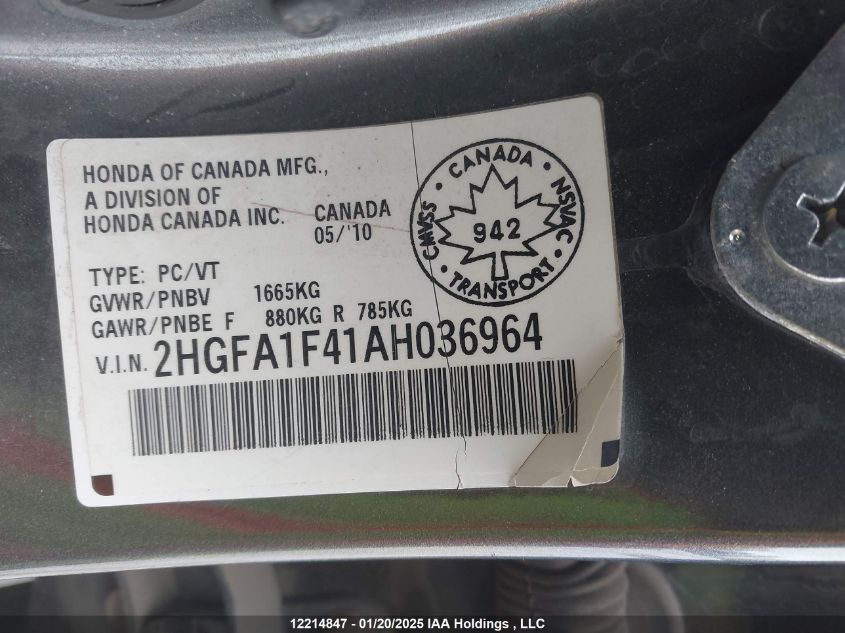 HONDA OF CANADA MFG.,
A DIVISION OF
HONDA CANADA INC. CANADA
05/'10
TYPE: PC/VT
GVWR/PNBV 1665KG
GAWR/PNBE F 880KG R 785KG
V.I.N. 2HGFA1F41AH036964
CANADA
CMVSS
942
NSVAC
TRANSPORT
12214847 - 01/20/2025 IAA Holdings , LLC